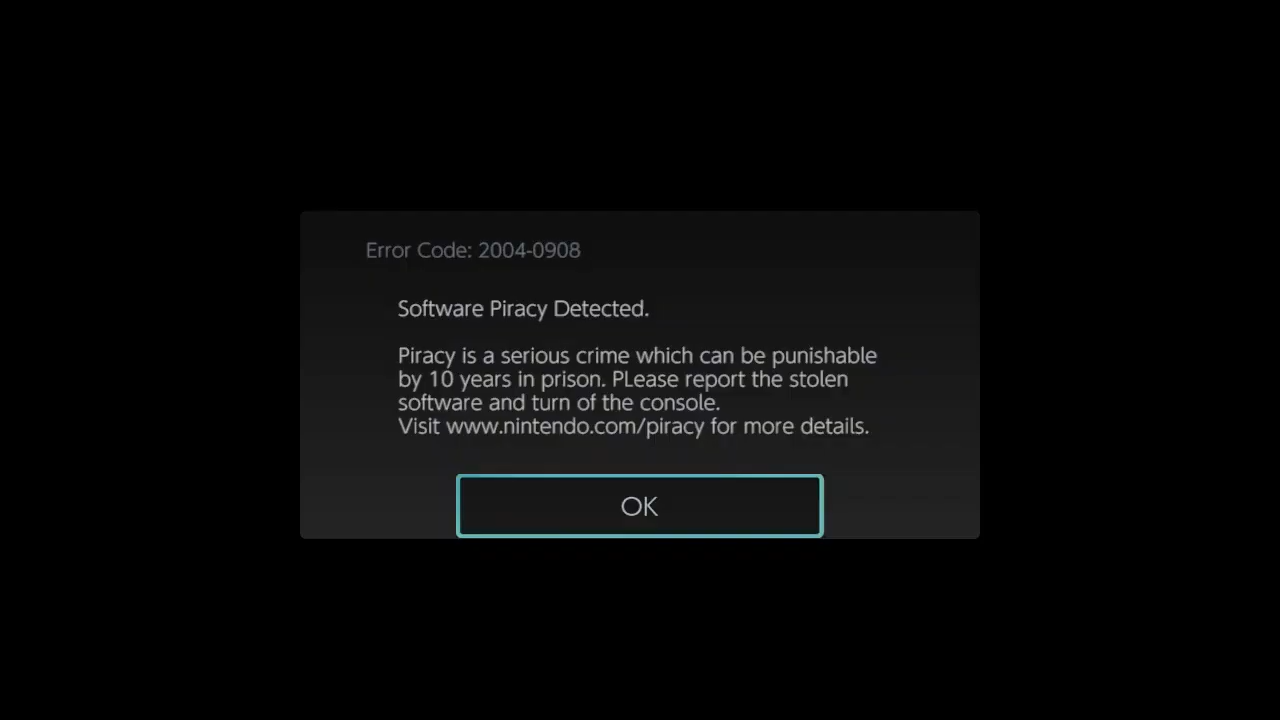 Error Code: 2004-0908
Software Piracy Detected.
Piracy is a serious crime which can be punishable
by 10 years in prison. PLease report the stolen
software and turn of the console.
Visit www.nintendo.com/piracy for more details.
OK